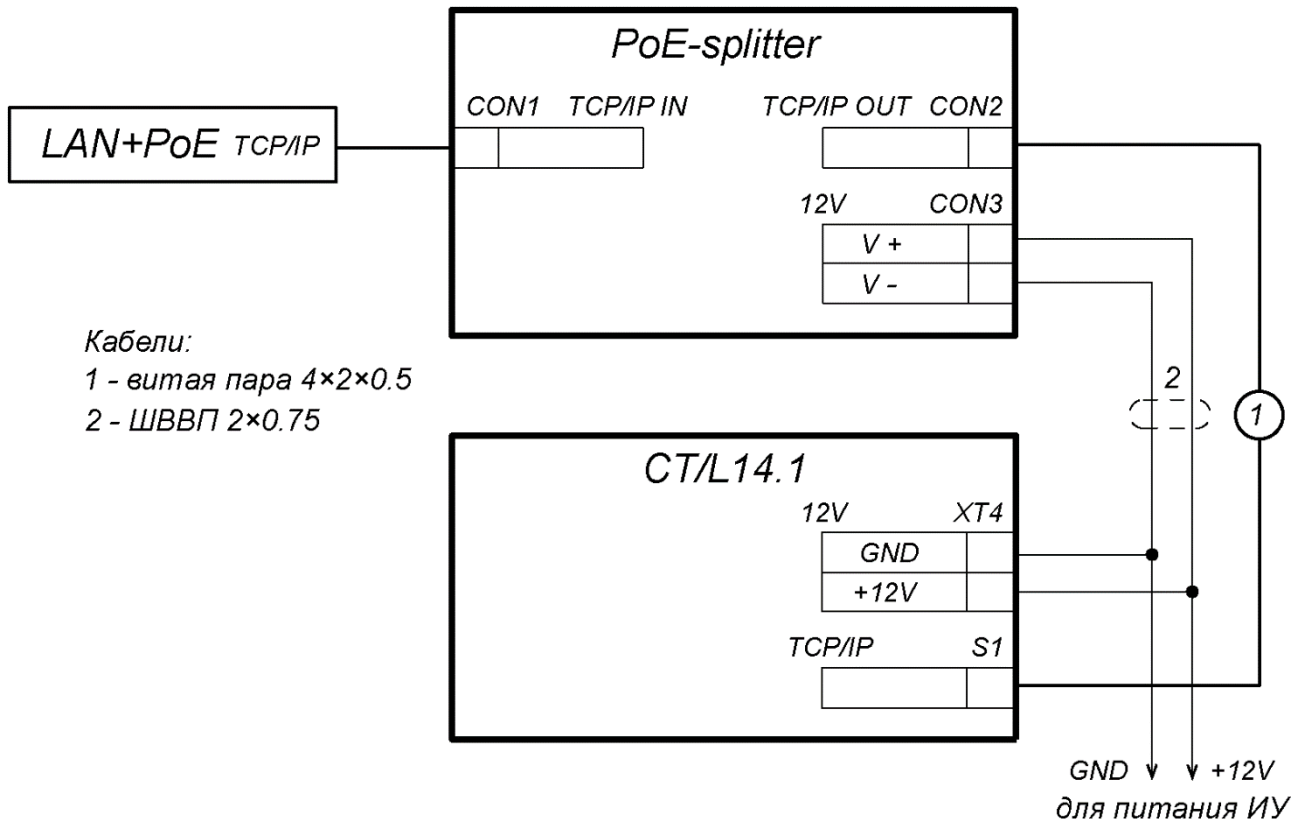 PoE-splitter
CON1 TCP/IP IN TCP/IP OUT CON2
LAN+PoE TCP/IP
12V CON3
V +
V -
Кабели:
1 - витая пара 4×2×0.5
2 - ШВВП 2×0.75
2
1
CT/L14.1
12V XT4
GND
+12V
TCP/IP S1
GND +12V
для питания ИУ